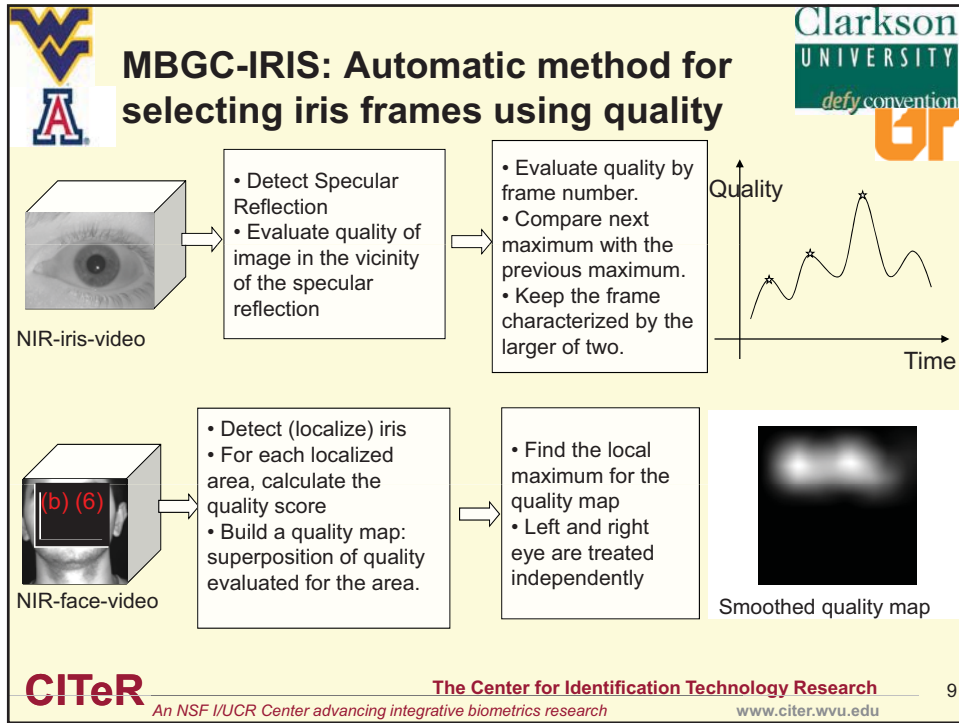 Clarkson
UNIVERSITY
defy convention
MBGC-IRIS: Automatic method for
selecting iris frames using quality
A
UT
NIR-iris-video
• Detect Specular
Reflection
• Evaluate quality of
image in the vicinity
of the specular
reflection
• Evaluate quality by
frame number.
• Compare next
maximum with the
previous maximum.
• Keep the frame
characterized by the
larger of two.
Quality
Time
(b) (6)
NIR-face-video
• Detect (localize) iris
• For each localized
area, calculate the
quality score
• Build a quality map:
superposition of quality
evaluated for the area.
• Find the local
maximum for the
quality map
• Left and right
eye are treated
independently
Smoothed quality map
CITeR
The Center for Identification Technology Research
9
An NSF I/UCR Center advancing integrative biometrics research
www.citer.wvu.edu